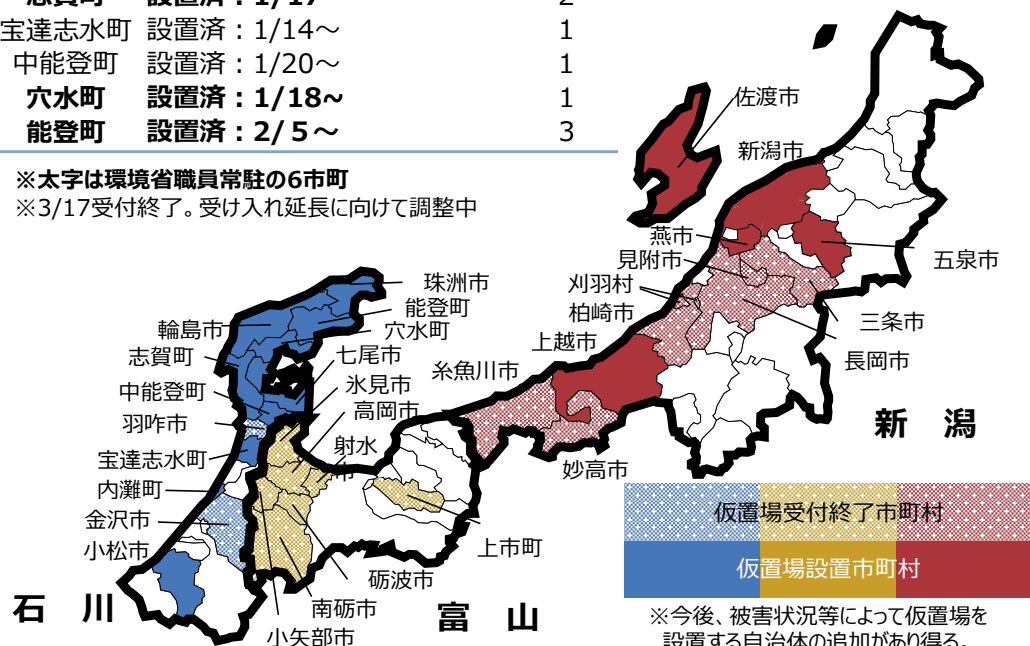 志賀町 設置済：1/17 2
宝達志水町 設置済：1/14～ 1
中能登町 設置済：1/20～ 1
穴水町 設置済：1/18~ 1
能登町 設置済：2/5～ 3
※太字は環境省職員常駐の6市町
※3/17受付終了。受け入れ延長に向けて調整中
佐渡市
新潟市
燕市
見附市
五泉市
刈羽村
柏崎市
三条市
上越市
長岡市
糸魚川市
妙高市
新 潟
珠洲市
能登町
輪島市
穴水町
志賀町
七尾市
中能登町
氷見市
羽咋市
高岡市
宝達志水町
射水
市
内灘町
金沢市
小松市
上市町
砺波市
南砺市
小矢部市
石 川
富 山
仮置場受付終了市町村
仮置場設置市町村
※今後、被害状況等によって仮置場を
設置する自治体の追加があり得る。